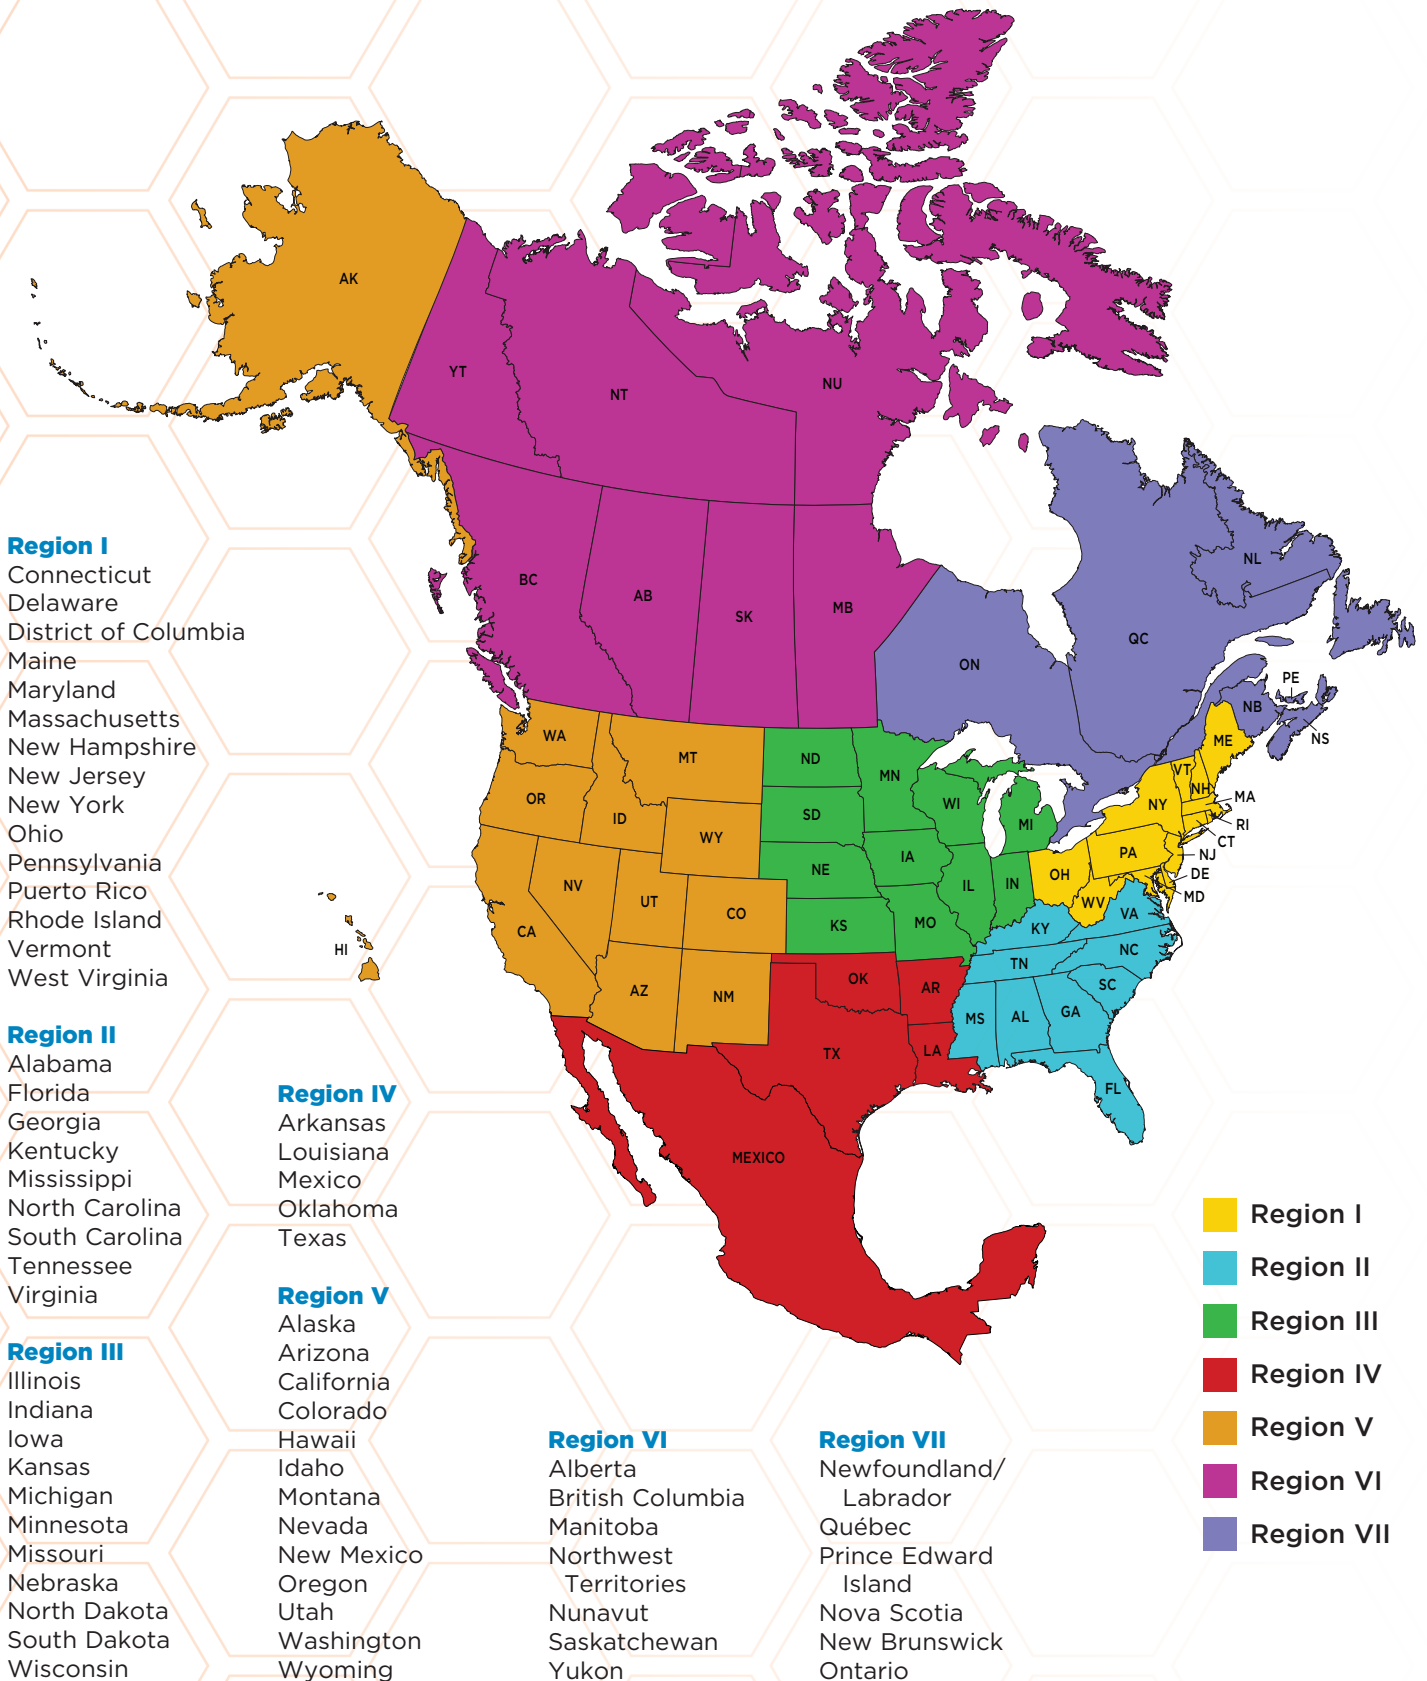 AK
YT
NT
NU
BC
AB
SK
MB
ON
QC
NL
PE
NB
NS
WA
MT
ND
MN
OR
ID
WY
SD
WI
MI
NE
IA
NV
UT
CO
KS
MO
IL
IN
CA
AZ
NM
OK
AR
TX
LA
MS
AL
GA
FL
SC
NC
TN
KY
VA
WV
OH
PA
NY
VT
NH
ME
MA
RI
CT
NJ
DE
MD
HI
MEXICO
Region I
Connecticut
Delaware
District of Columbia
Maine
Maryland
Massachusetts
New Hampshire
New Jersey
New York
Ohio
Pennsylvania
Puerto Rico
Rhode Island
Vermont
West Virginia
Region II
Alabama
Florida
Georgia
Kentucky
Mississippi
North Carolina
South Carolina
Tennessee
Virginia
Region III
Illinois
Indiana
Iowa
Kansas
Michigan
Minnesota
Missouri
Nebraska
North Dakota
South Dakota
Wisconsin
Region IV
Arkansas
Louisiana
Mexico
Oklahoma
Texas
Region V
Alaska
Arizona
California
Colorado
Hawaii
Idaho
Montana
Nevada
New Mexico
Oregon
Utah
Washington
Wyoming
Region VI
Alberta
British Columbia
Manitoba
Northwest
Territories
Nunavut
Saskatchewan
Yukon
Region VII
Newfoundland/
Labrador
Québec
Prince Edward
Island
Nova Scotia
New Brunswick
Ontario
Region I
Region II
Region III
Region IV
Region V
Region VI
Region VII